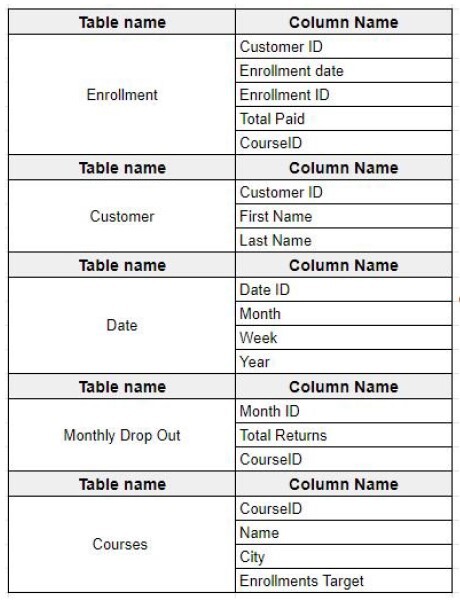 Table name Column Name
Customer ID
Enrollment date
Enrollment Enrollment ID
Total Paid
CourseID
Table name Column Name
Customer ID
Customer First Name
Last Name
Table name Column Name
Date ID
Month
Date
Week
Year
Table name Column Name
Month ID
Monthly Drop Out Total Returns
CourseID
Table name Column Name
CourseID
Name
Courses
City
Enrollments Target